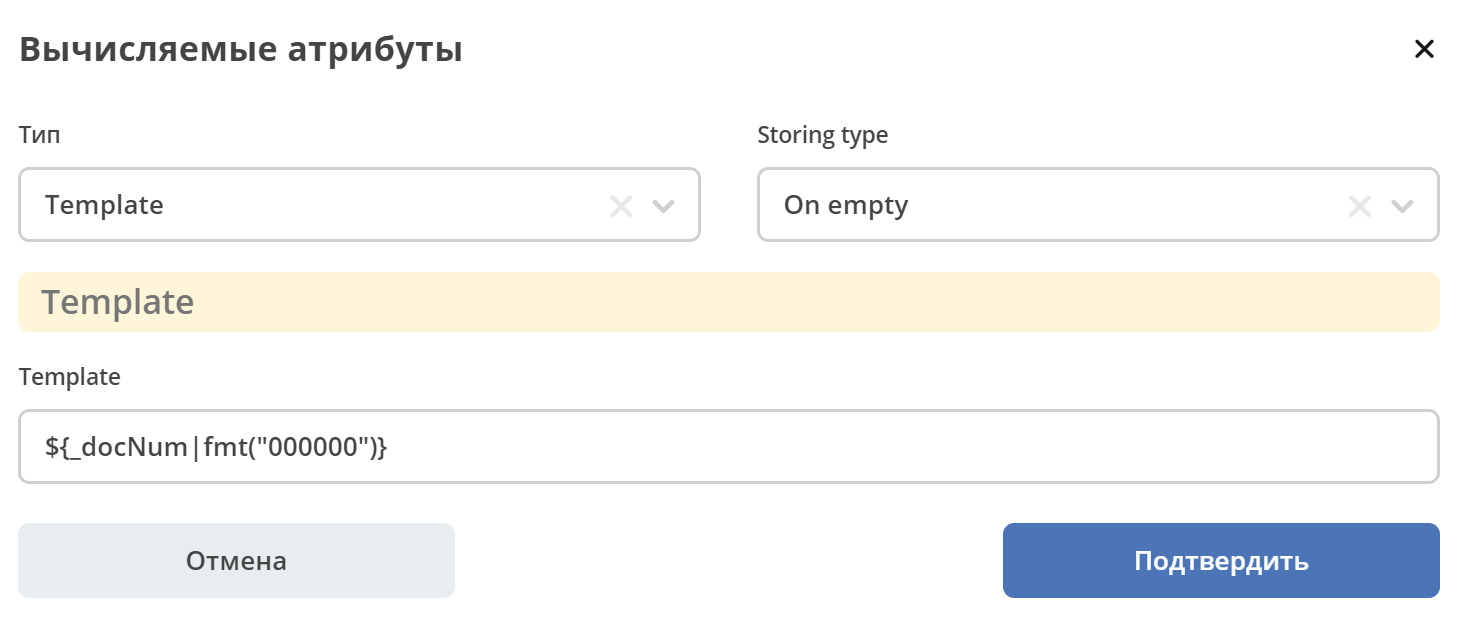 Вычисляемые атрибуты
Тип
Storing type
Template
On empty
Template
Template
${_docNum|fmt("000000")}
Отмена
Подтвердить